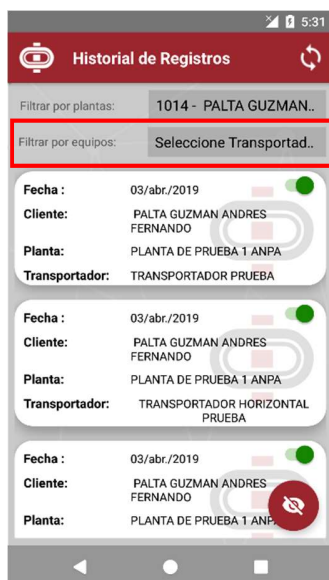 5:31
Historial de Registros
Filtrar por plantas: 1014 - PALTA GUZMAN..
Filtrar por equipos: Seleccione Transportad..
Fecha : 03/abr./2019
Cliente: PALTA GUZMAN ANDRES
FERNANDO
Planta: PLANTA DE PRUEBA 1 ANPA
Transportador: TRANSPORTADOR PRUEBA
Fecha : 03/abr./2019
Cliente: PALTA GUZMAN ANDRES
FERNANDO
Planta: PLANTA DE PRUEBA 1 ANPA
Transportador: TRANSPORTADOR HORIZONTAL
PRUEBA
Fecha : 03/abr./2019
Cliente: PALTA GUZMAN ANDRES
FERNANDO
Planta: PLANTA DE PRUEBA 1